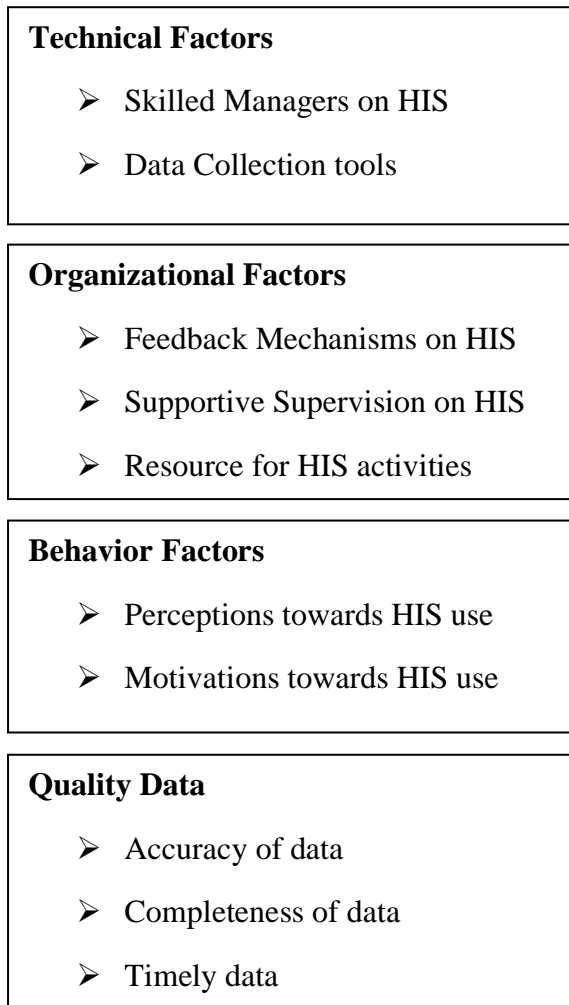 Technical Factors
➢ Skilled Managers on HIS
➢ Data Collection tools
Organizational Factors
➢ Feedback Mechanisms on HIS
➢ Supportive Supervision on HIS
➢ Resource for HIS activities
Behavior Factors
➢ Perceptions towards HIS use
➢ Motivations towards HIS use
Quality Data
➢ Accuracy of data
➢ Completeness of data
➢ Timely data